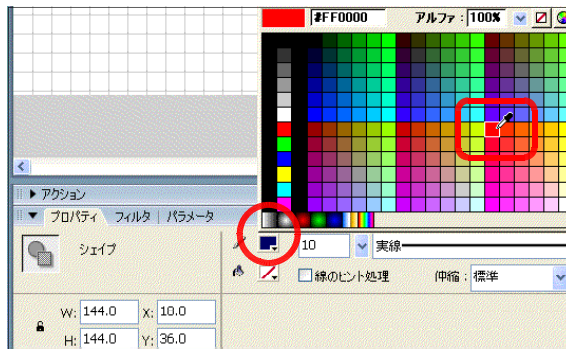 #FF0000 アルファ: 100%
アクション
プロパティ フィルタ パラメータ
シェイプ
10 実線
線のヒント処理 伸縮: 標準
W: 144.0 X: 10.0
H: 144.0 Y: 36.0